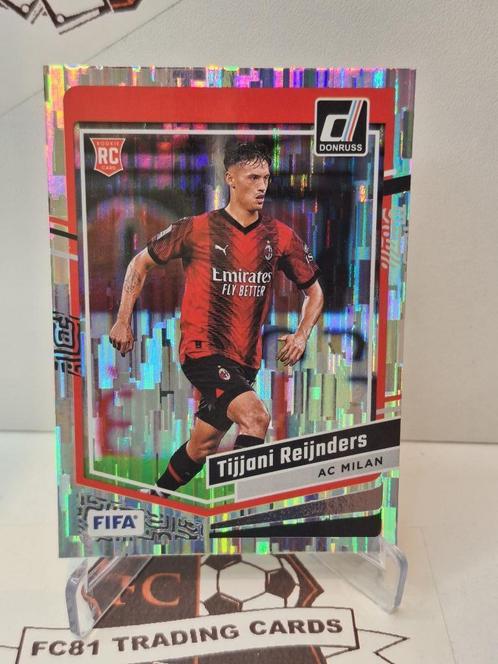 DONRUSS
ROOKIE
RC
CARD
Emirates
FLY BETTER
Tijjani Reijnders
AC MILAN
FIFA
FC
FC81 TRADING CARDS